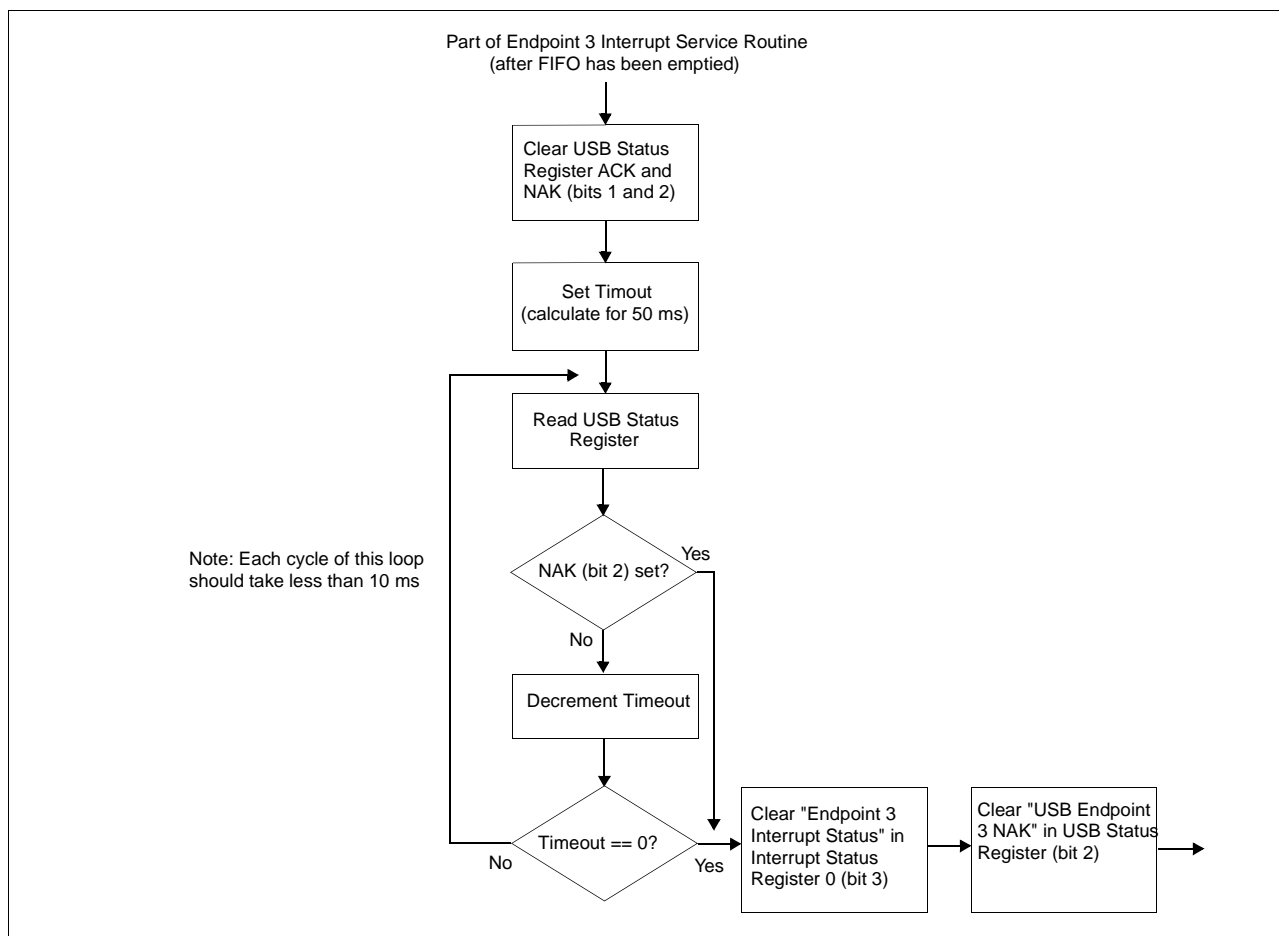 Part of Endpoint 3 Interrupt Service Routine
(after FIFO has been emptied)
Clear USB Status
Register ACK and
NAK (bits 1 and 2)
Set Timout
(calculate for 50 ms)
Read USB Status
Register
Note: Each cycle of this loop
should take less than 10 ms
NAK (bit 2) set?
Yes
No
Decrement Timeout
Timeout == 0?
No
Yes
Clear "Endpoint 3
Interrupt Status" in
Interrupt Status
Register 0 (bit 3)
Clear "USB Endpoint
3 NAK" in USB Status
Register (bit 2)